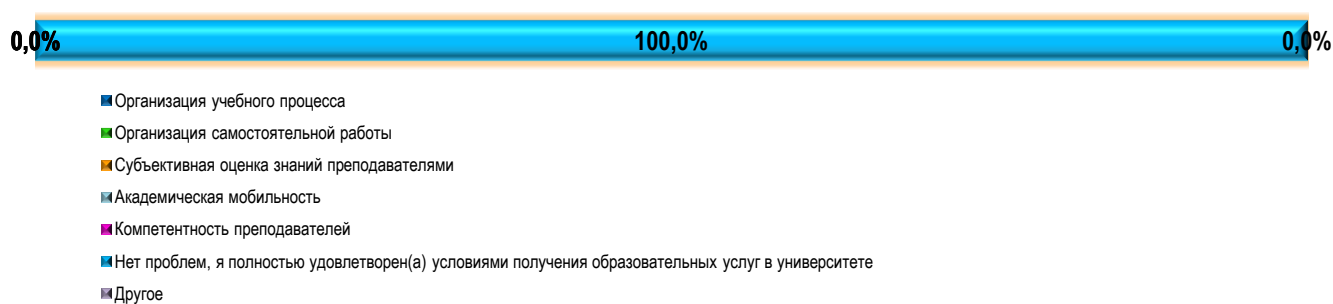 0,0% 100,0% 0,0%
Организация учебного процесса
Организация самостоятельной работы
Субъективная оценка знаний преподавателями
Академическая мобильность
Компетентность преподавателей
Нет проблем, я полностью удовлетворен(а) условиями получения образовательных услуг в университете
Другое